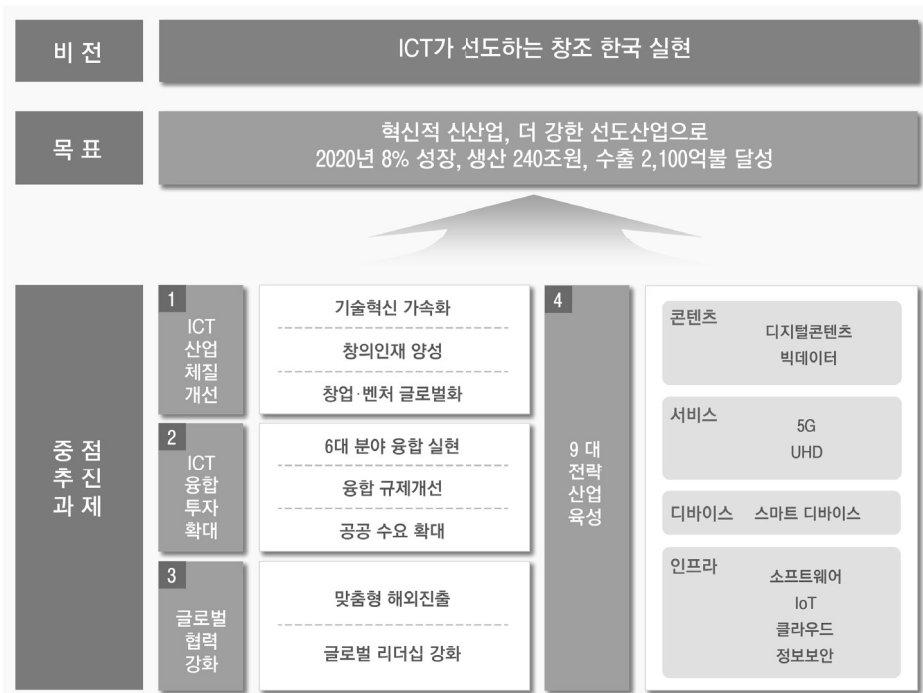 비 전
ICT가 선도하는 창조 한국 실현
목 표
혁신적 신산업, 더 강한 선도산업으로
2020년 8% 성장, 생산 240조원, 수출 2,100억불 달성
중 점
추 진
과 제
1
ICT
산업
체질
개선
기술혁신 가속화
창의인재 양성
창업·벤처 글로벌화
2
ICT
융합
투자
확대
6대 분야 융합 실현
융합 규제개선
공공 수요 확대
3
글로벌
협력
강화
맞춤형 해외진출
글로벌 리더십 강화
4
9 대
전략
산업
육성
콘텐츠
디지털콘텐츠
빅데이터
서비스
5G
UHD
디바이스 스마트 디바이스
인프라
소프트웨어
IoT
클라우드
정보보안